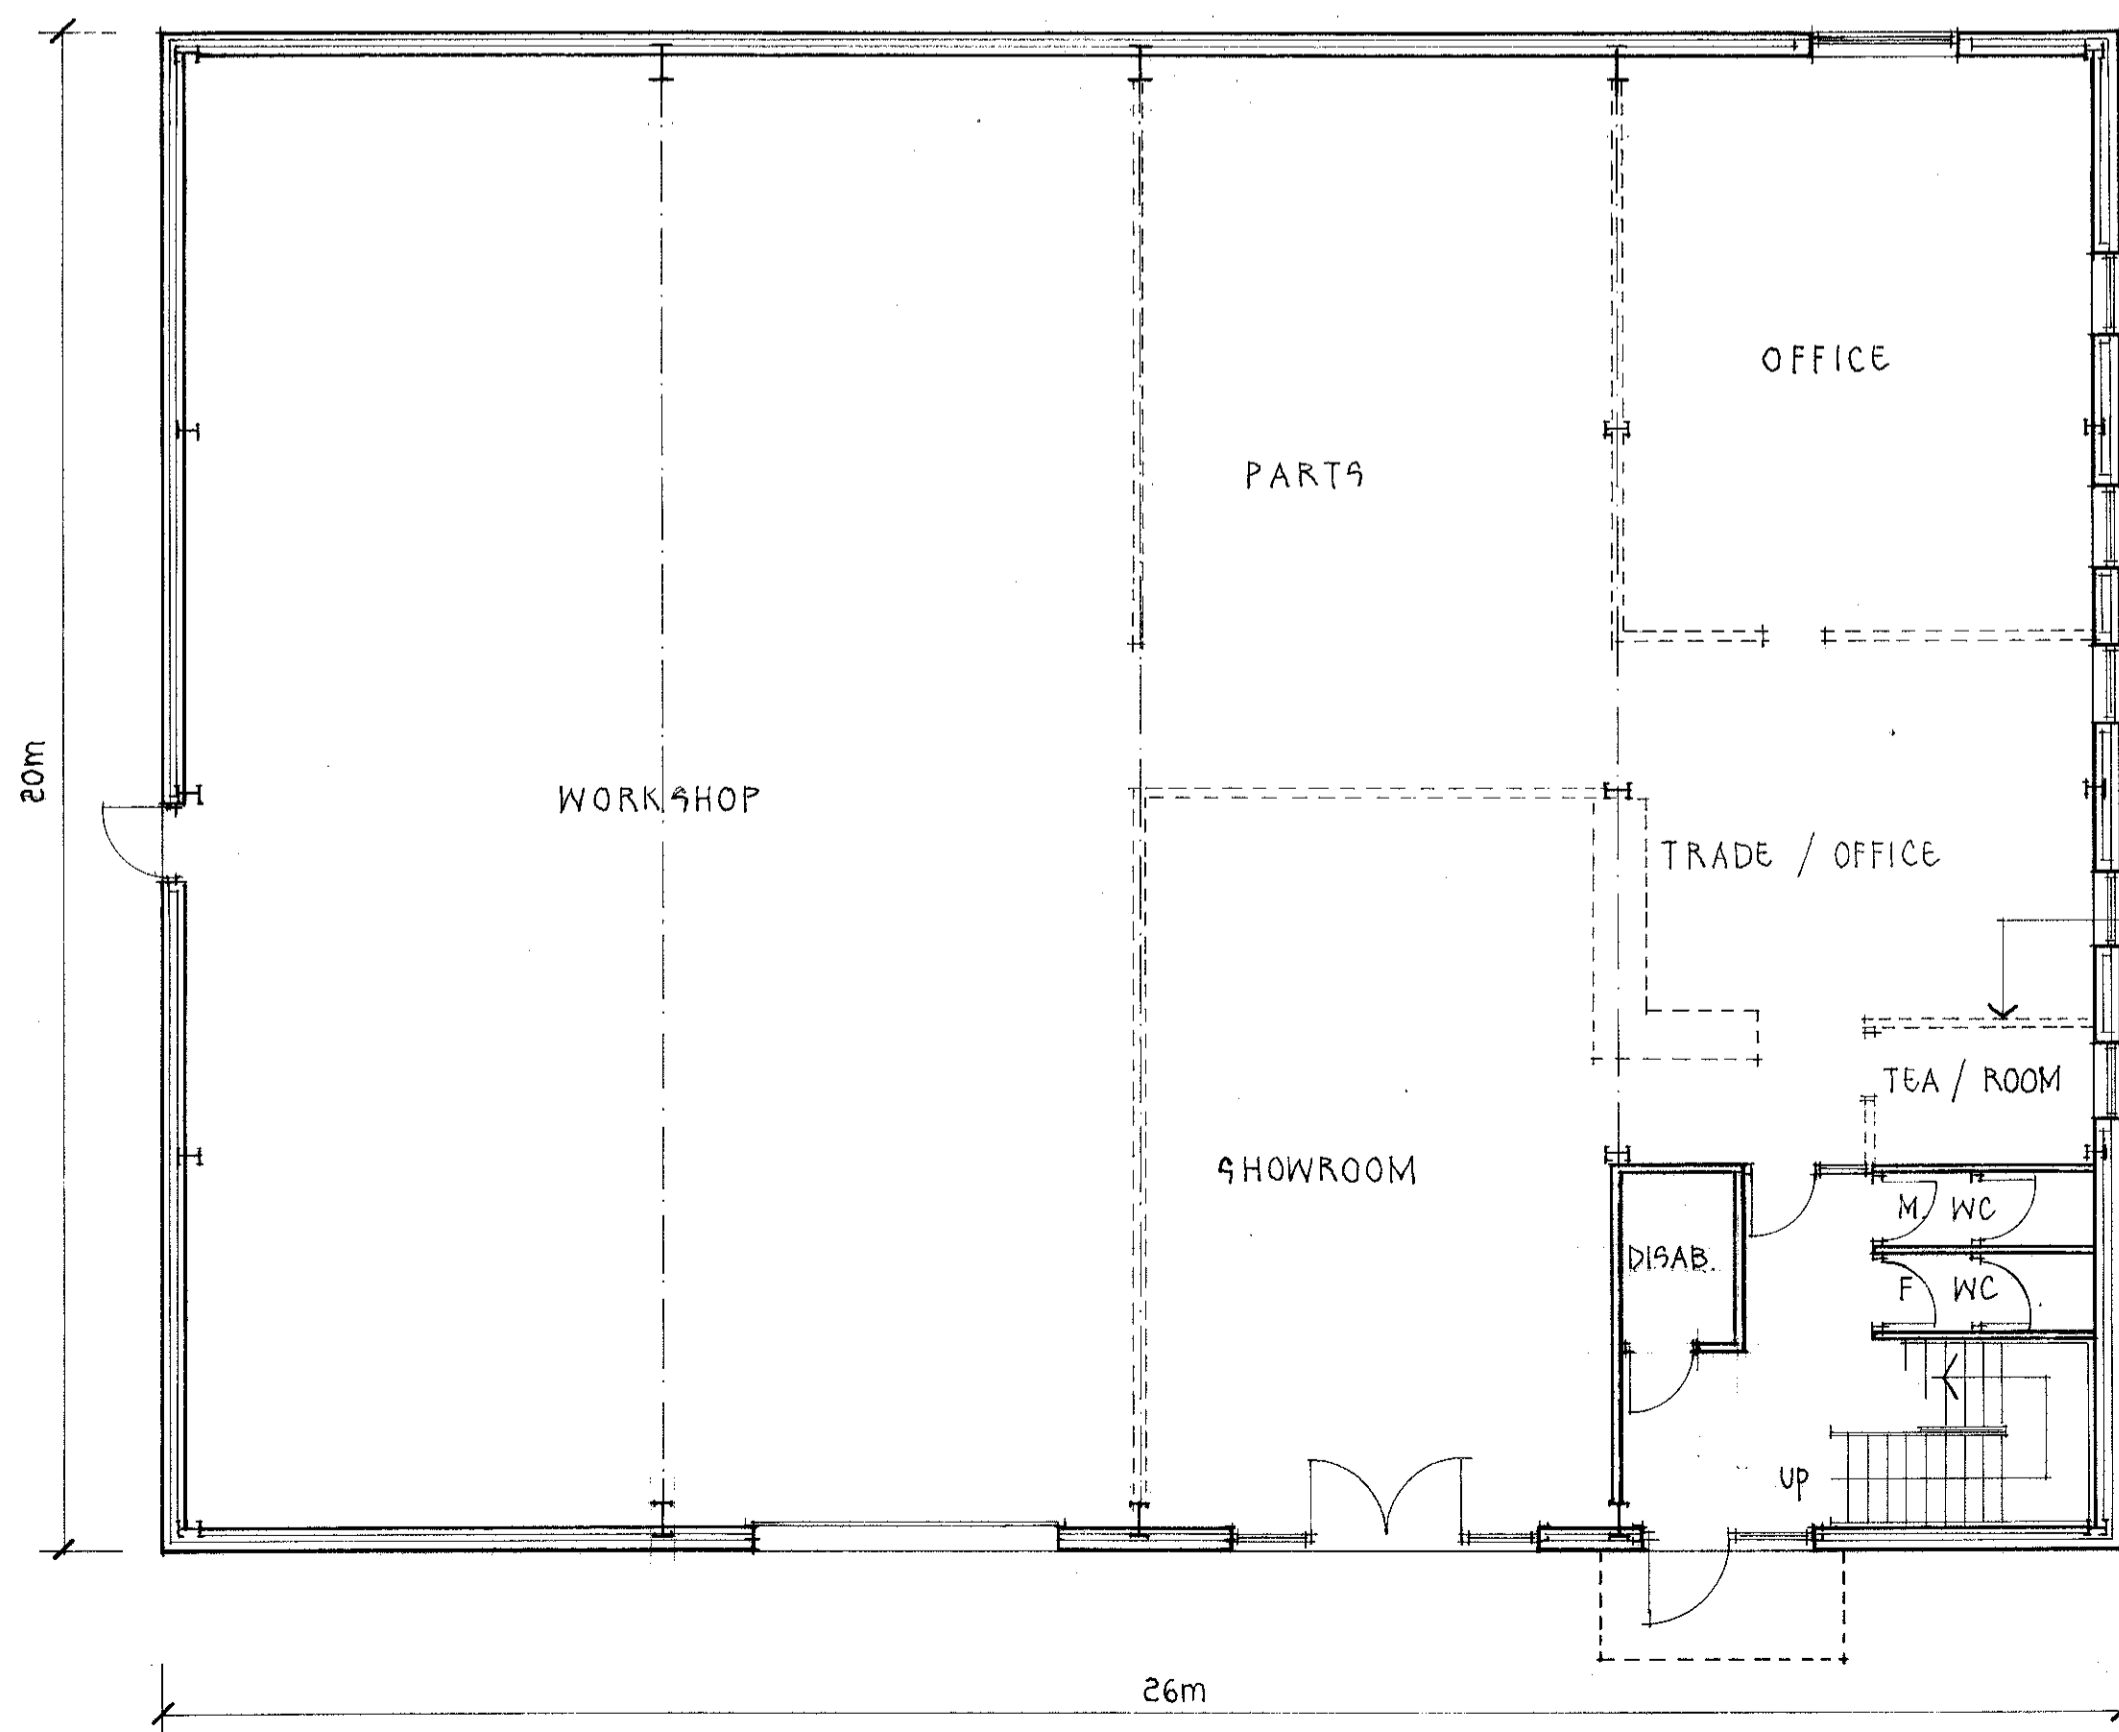 OFFICE
PARTS
20m
WORKSHOP
TRADE / OFFICE
TEA / ROOM
SHOWROOM
M. WC
DISAB.
F WC
UP
26m